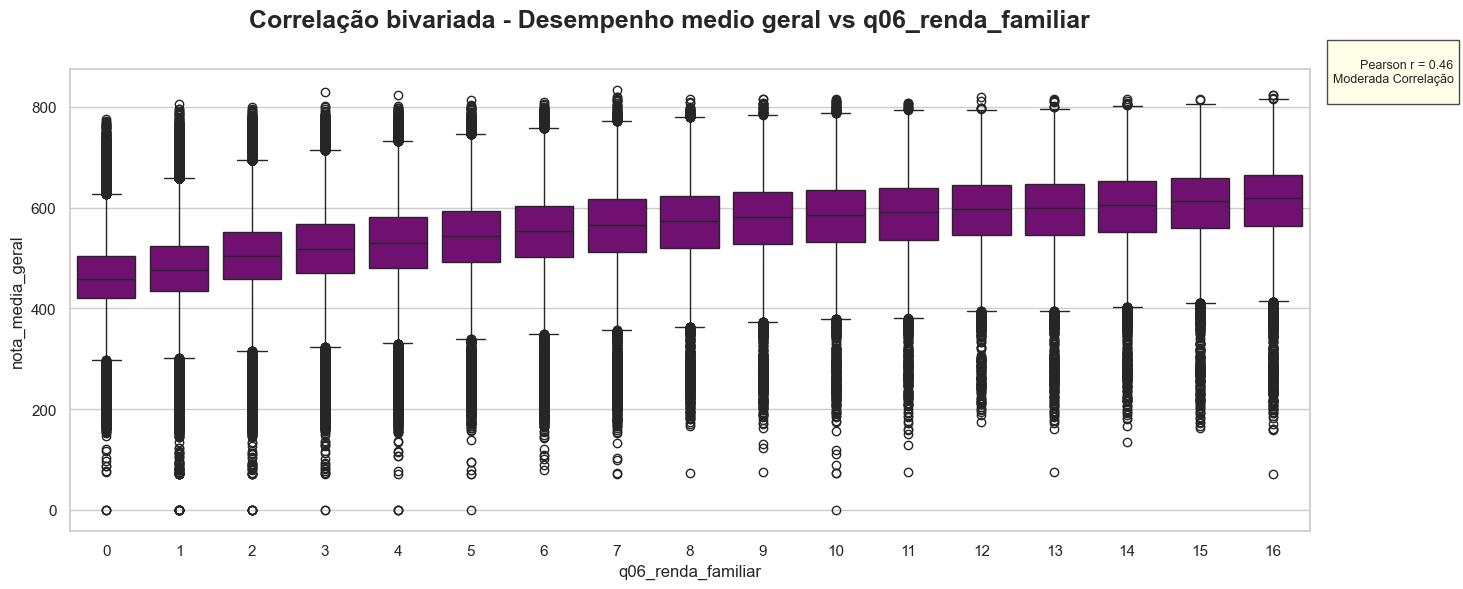 Correlação bivariada - Desempenho medio geral vs q06_renda_familiar
Pearson r = 0.46
Moderada Correlação
nota_media_geral
800
600
400
200
0
0 1 2 3 4 5 6 7 8 9 10 11 12 13 14 15 16
q06_renda_familiar